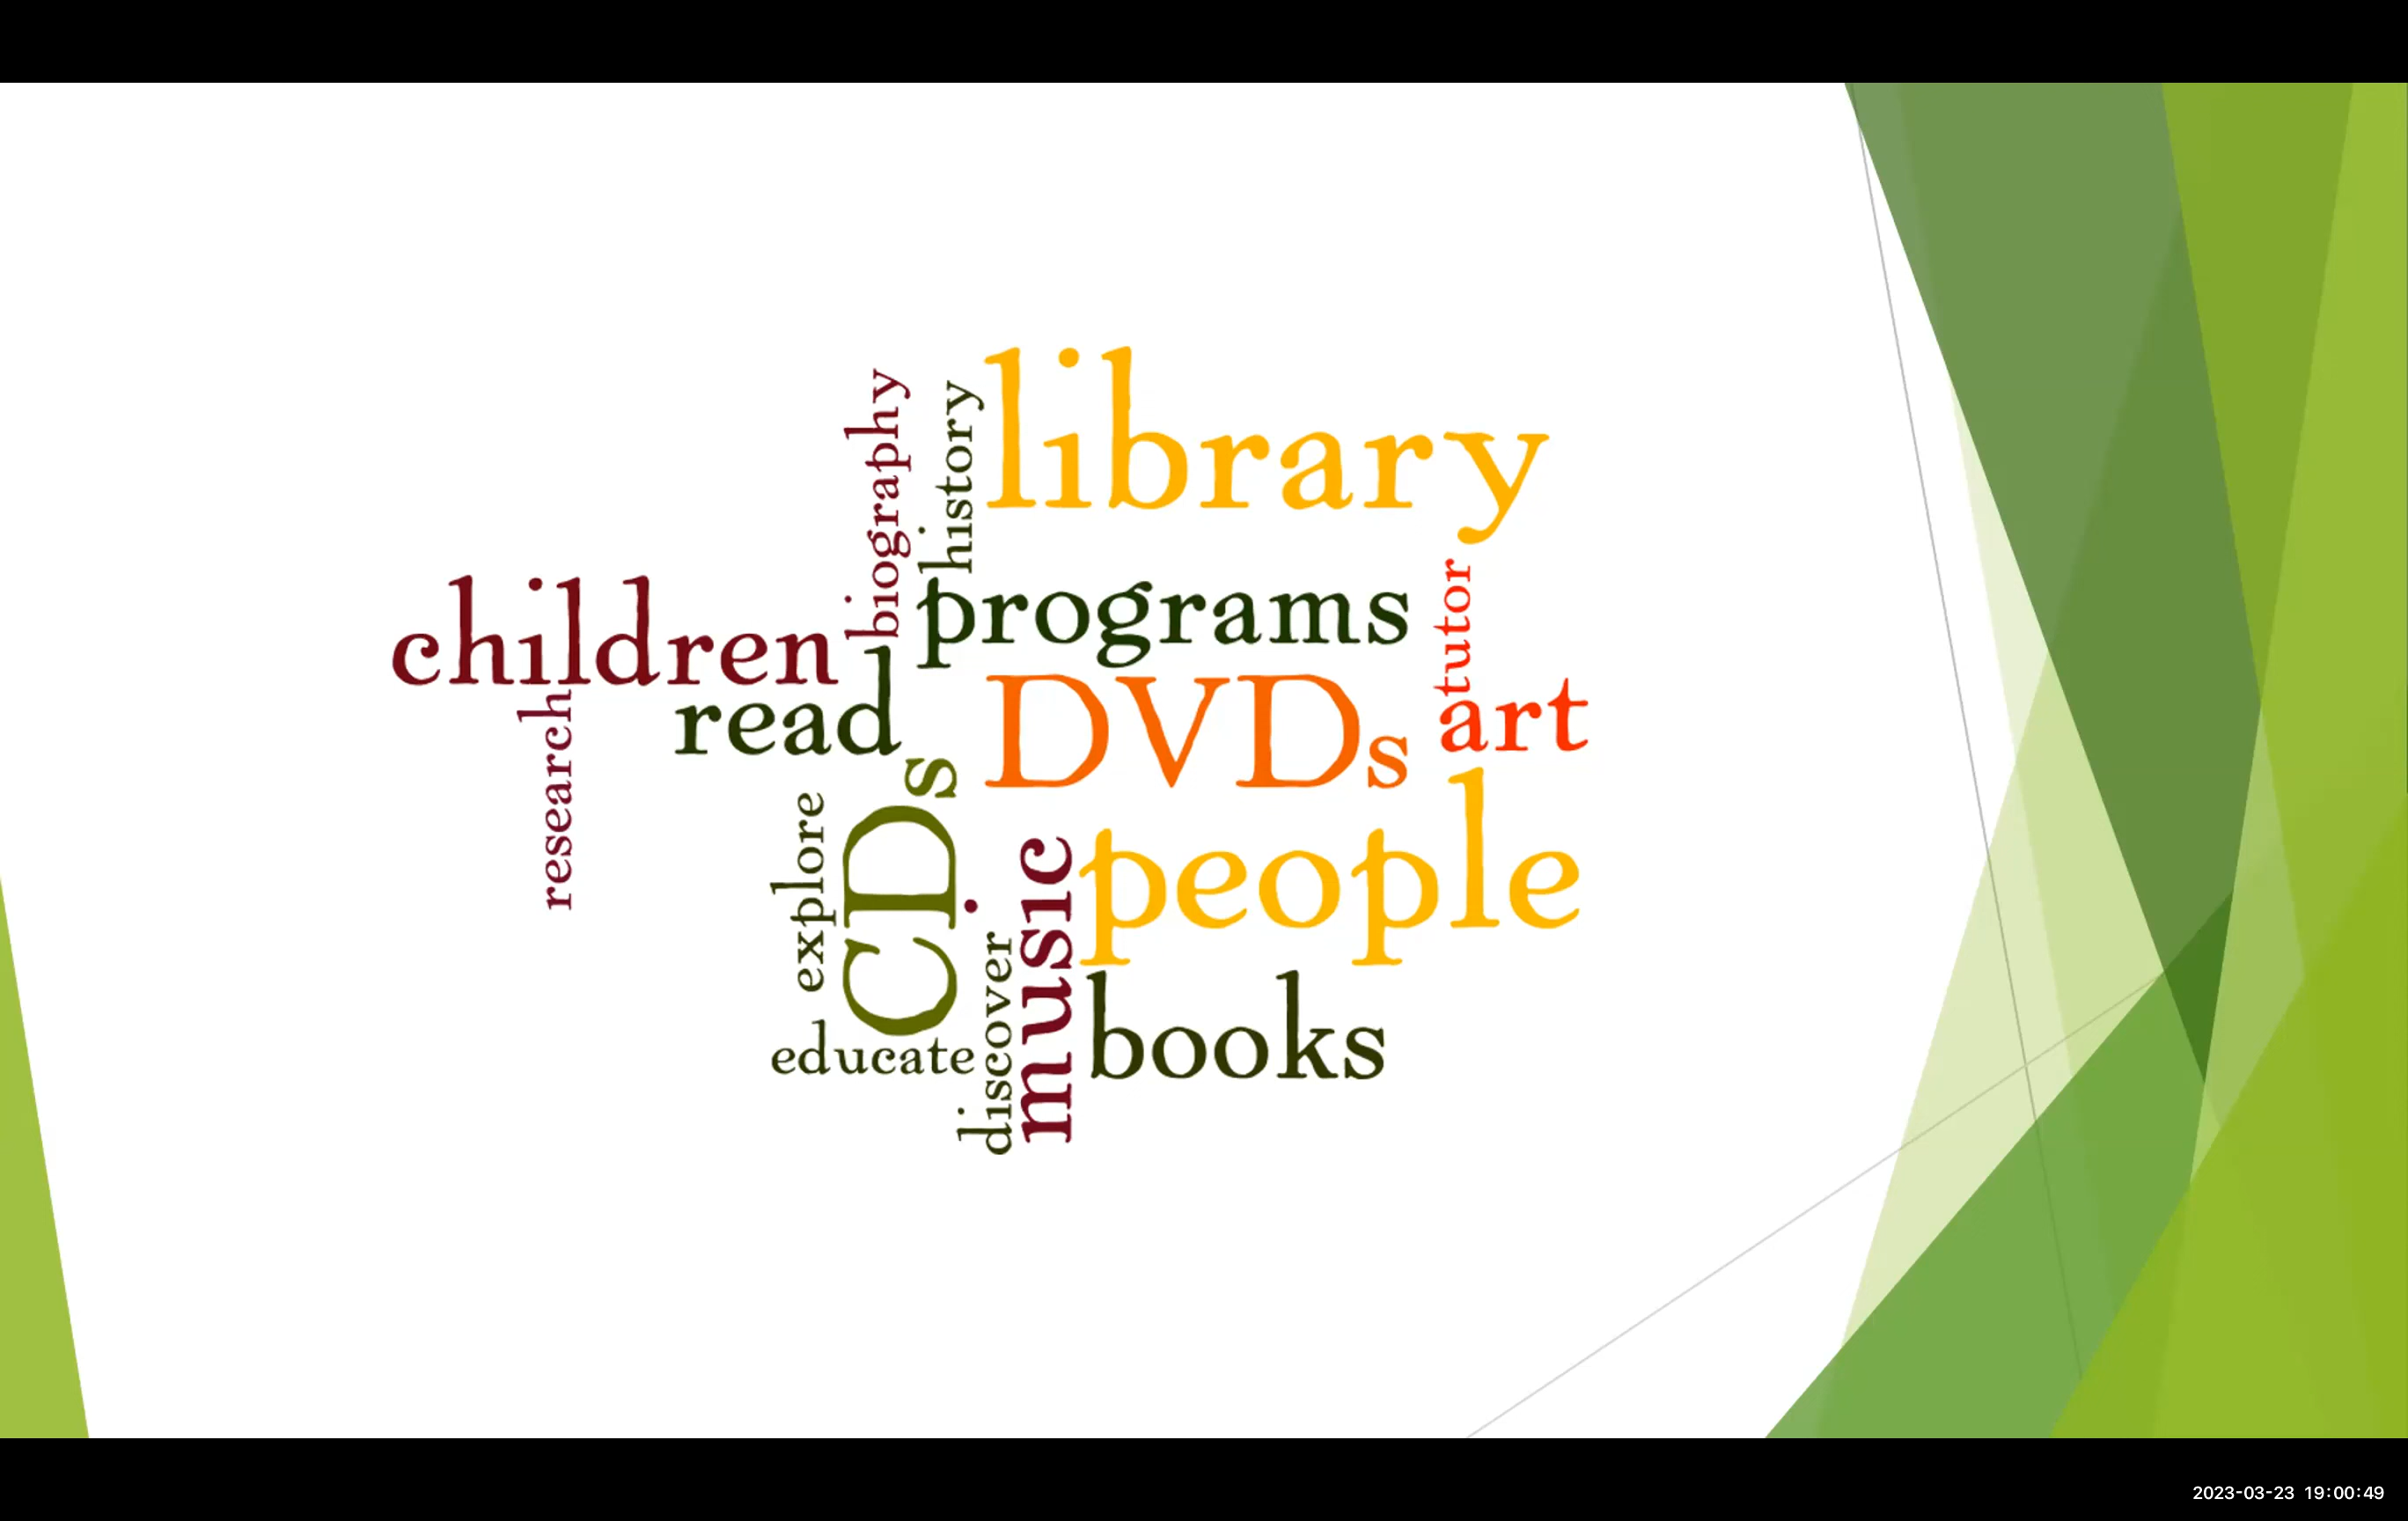 library
history
biography
programs
children
tutor
read
DVDs
art
research
CDs
people
explore
music
discover
books
educate
2023-03-23 19:00:49